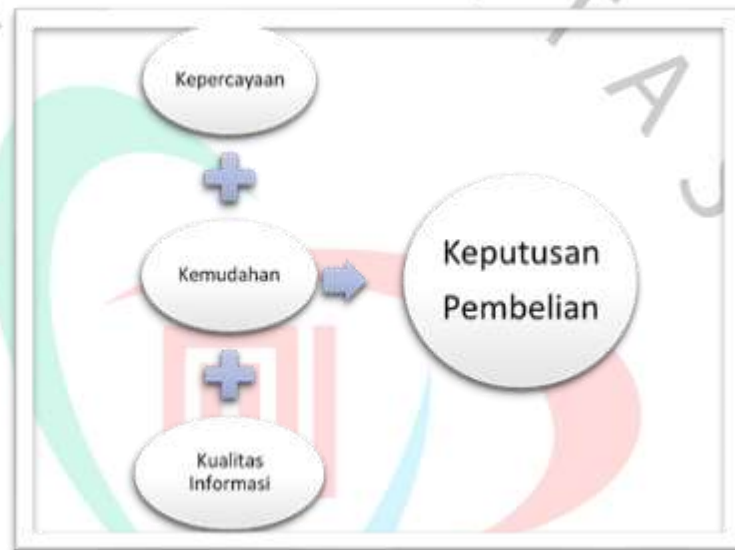 Kepercayaan
Kemudahan
Keputusan
Pembelian
Kualitas
Informasi